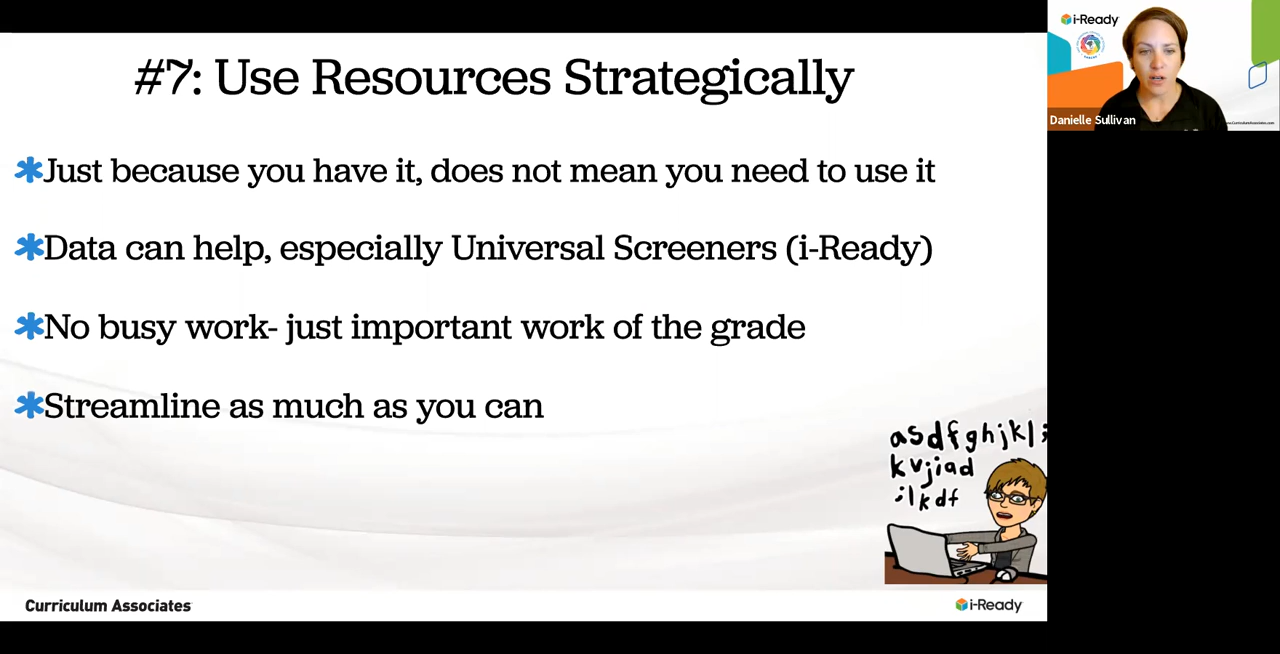 #7: Use Resources Strategically
✱Just because you have it, does not mean you need to use it
✱Data can help, especially Universal Screeners (i-Ready)
✱No busy work- just important work of the grade
✱Streamline as much as you can
asdfghjkl;
kvjiad
;lkdf
Curriculum Associates
i-Ready
i-Ready
Danielle Sullivan